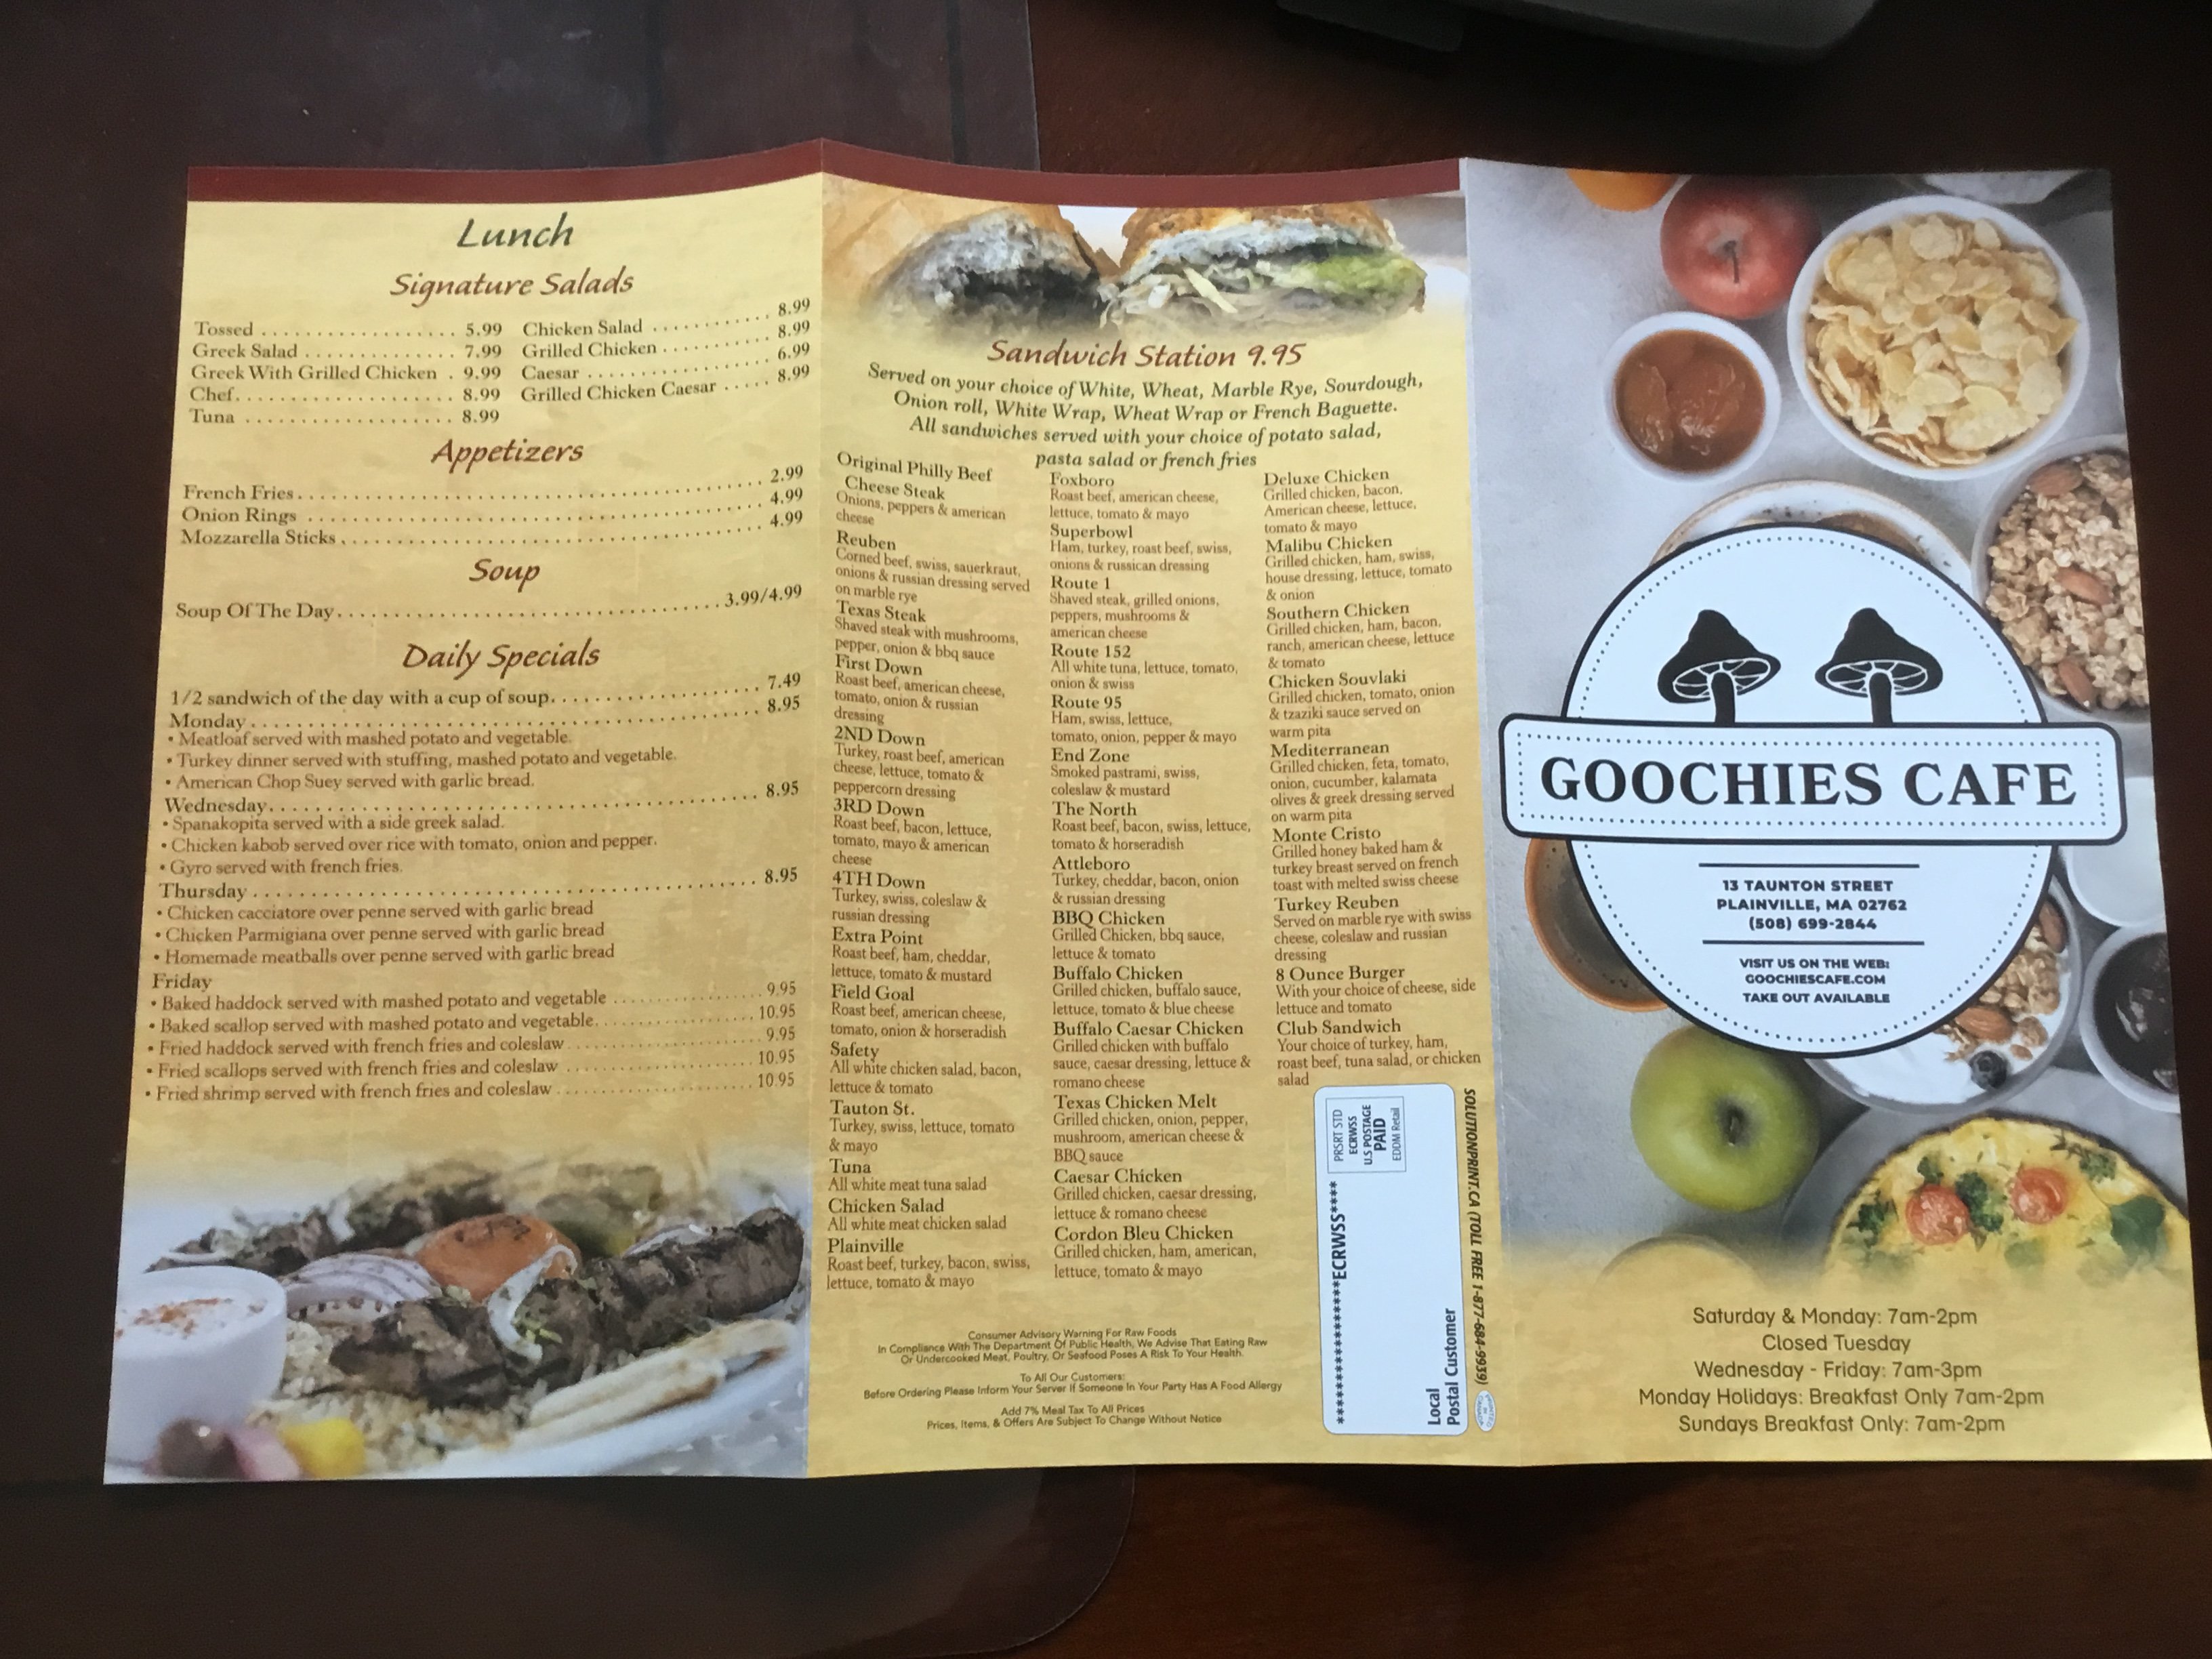 Lunch
Signature Salads
Tossed .................. 5.99
Greek Salad .............. 7.99
Greek With Grilled Chicken . 9.99
Chef.................... 8.99
Tuna ................... 8.99
Chicken Salad ........... 8.99
Grilled Chicken .......... 8.99
Caesar ................. 6.99
Grilled Chicken Caesar ..... 8.99
Appetizers
French Fries............................................. 2.99
Onion Rings ............................................ 4.99
Mozzarella Sticks........................................ 4.99
Soup
Soup Of The Day.................................... 3.99/4.99
Daily Specials
1/2 sandwich of the day with a cup of soup.................... 7.49
Monday................................................ 8.95
• Meatloaf served with mashed potato and vegetable.
• Turkey dinner served with stuffing, mashed potato and vegetable.
• American Chop Suey served with garlic bread.
Wednesday.............................................. 8.95
• Spanakopita served with a side greek salad.
• Chicken kabob served over rice with tomato, onion and pepper.
• Gyro served with french fries.
Thursday ............................................... 8.95
• Chicken cacciatore over penne served with garlic bread
• Chicken Parmigiana over penne served with garlic bread
• Homemade meatballs over penne served with garlic bread
Friday
• Baked haddock served with mashed potato and vegetable .................... 9.95
• Baked scallop served with mashed potato and vegetable..................... 10.95
• Fried haddock served with french fries and coleslaw ......................... 9.95
• Fried scallops served with french fries and coleslaw ......................... 10.95
• Fried shrimp served with french fries and coleslaw .......................... 10.95
Sandwich Station 9.95
Served on your choice of White, Wheat, Marble Rye, Sourdough,
Onion roll, White Wrap, Wheat Wrap or French Baguette.
All sandwiches served with your choice of potato salad,
pasta salad or french fries
Original Philly Beef
Cheese Steak
Onions, peppers & american
cheese
Reuben
Corned beef, swiss, sauerkraut,
onions & russian dressing served
on marble rye
Texas Steak
Shaved steak with mushrooms,
pepper, onion & bbq sauce
First Down
Roast beef, american cheese,
tomato, onion & russian
dressing
2ND Down
Turkey, roast beef, american
cheese, lettuce, tomato &
peppercorn dressing
3RD Down
Roast beef, bacon, lettuce,
tomato, mayo & american
cheese
4TH Down
Turkey, swiss, coleslaw &
russian dressing
Extra Point
Roast beef, ham, cheddar,
lettuce, tomato & mustard
Field Goal
Roast beef, american cheese,
tomato, onion & horseradish
Safety
All white chicken salad, bacon,
lettuce & tomato
Tauton St.
Turkey, swiss, lettuce, tomato
& mayo
Tuna
All white meat tuna salad
Chicken Salad
All white meat chicken salad
Plainville
Roast beef, turkey, bacon, swiss,
lettuce, tomato & mayo
Foxboro
Roast beef, american cheese,
lettuce, tomato & mayo
Superbowl
Ham, turkey, roast beef, swiss,
onions & russican dressing
Route 1
Shaved steak, grilled onions,
peppers, mushrooms &
american cheese
Route 152
All white tuna, lettuce, tomato,
onion & swiss
Route 95
Ham, swiss, lettuce,
tomato, onion, pepper & mayo
End Zone
Smoked pastrami, swiss,
coleslaw & mustard
The North
Roast beef, bacon, swiss, lettuce,
tomato & horseradish
Attleboro
Turkey, cheddar, bacon, onion
& russian dressing
BBQ Chicken
Grilled Chicken, bbq sauce,
lettuce & tomato
Buffalo Chicken
Grilled chicken, buffalo sauce,
lettuce, tomato & blue cheese
Buffalo Caesar Chicken
Grilled chicken with buffalo
sauce, caesar dressing, lettuce &
romano cheese
Texas Chicken Melt
Grilled chicken, onion, pepper,
mushroom, american cheese &
BBQ sauce
Caesar Chicken
Grilled chicken, caesar dressing,
lettuce & romano cheese
Cordon Bleu Chicken
Grilled chicken, ham, american,
lettuce, tomato & mayo
Deluxe Chicken
Grilled chicken, bacon,
American cheese, lettuce,
tomato & mayo
Malibu Chicken
Grilled chicken, ham, swiss,
house dressing, lettuce, tomato
& onion
Southern Chicken
Grilled chicken, ham, bacon,
ranch, american cheese, lettuce
& tomato
Chicken Souvlaki
Grilled chicken, tomato, onion
& tzaziki sauce served on
warm pita
Mediterranean
Grilled chicken, feta, tomato,
onion, cucumber, kalamata
olives & greek dressing served
on warm pita
Monte Cristo
Grilled honey baked ham &
turkey breast served on french
toast with melted swiss cheese
Turkey Reuben
Served on marble rye with swiss
cheese, coleslaw and russian
dressing
8 Ounce Burger
With your choice of cheese, side
lettuce and tomato
Club Sandwich
Your choice of turkey, ham,
roast beef, tuna salad, or chicken
salad
Consumer Advisory Warning For Raw Foods
In Compliance With The Department Of Public Health, We Advise That Eating Raw
Or Undercooked Meat, Poultry, Or Seafood Poses A Risk To Your Health.
To All Our Customers:
Before Ordering Please Inform Your Server If Someone In Your Party Has A Food Allergy
Add 7% Meal Tax To All Prices
Prices, Items, & Offers Are Subject To Change Without Notice
PRSRT STD
ECRWSS
U.S POSTAGE
PAID
EDDM Retail
********************ECRWSS****
Local
Postal Customer
SOLUTIONPRINT.CA (TOLL FREE 1-877-684-9939)
GOOCHIES CAFE
13 TAUNTON STREET
PLAINVILLE, MA 02762
(508) 699-2844
VISIT US ON THE WEB:
GOOCHIESCAFE.COM
TAKE OUT AVAILABLE
Saturday & Monday: 7am-2pm
Closed Tuesday
Wednesday - Friday: 7am-3pm
Monday Holidays: Breakfast Only 7am-2pm
Sundays Breakfast Only: 7am-2pm